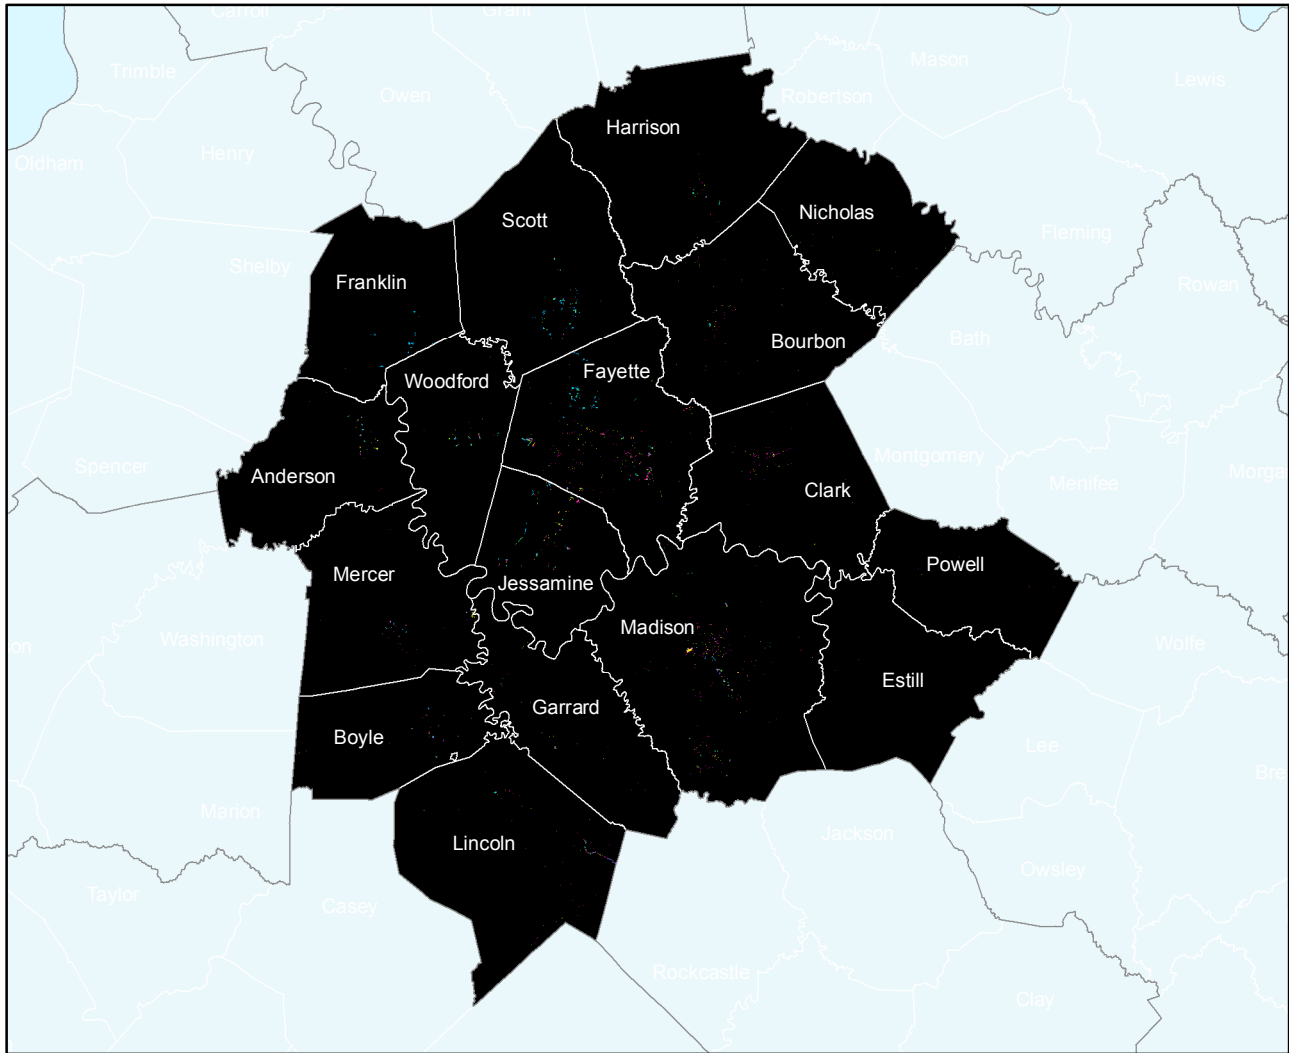 Carroll
Grant
Trimble
Mason
Lewis
Owen
Robertson
Harrison
Oldham
Henry
Nicholas
Scott
Fleming
Shelby
Franklin
Rowan
Bourbon
Bath
Fayette
Woodford
Spencer
Anderson
Montgomery
Menifee
Clark
Powell
Mercer
Jessamine
Washington
Madison
Wolfe
Estill
Garrard
Boyle
Lee
Marion
Jackson
Lincoln
Owsley
Taylor
Casey
Rockcastle
Clay